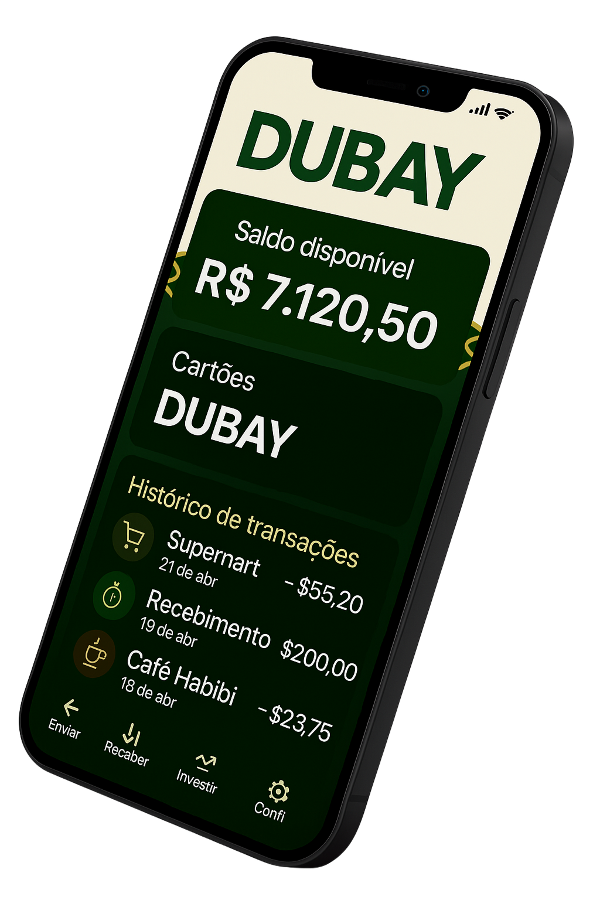 DUBAY
Saldo disponível
R$ 7.120,50
Cartões
DUBAY
Histórico de transações
Supernart
- $55,20
21 de abr
Recebimento
$200,00
19 de abr
Café Habibi
- $23,75
18 de abr
Enviar
Recaber
Investir
Confi